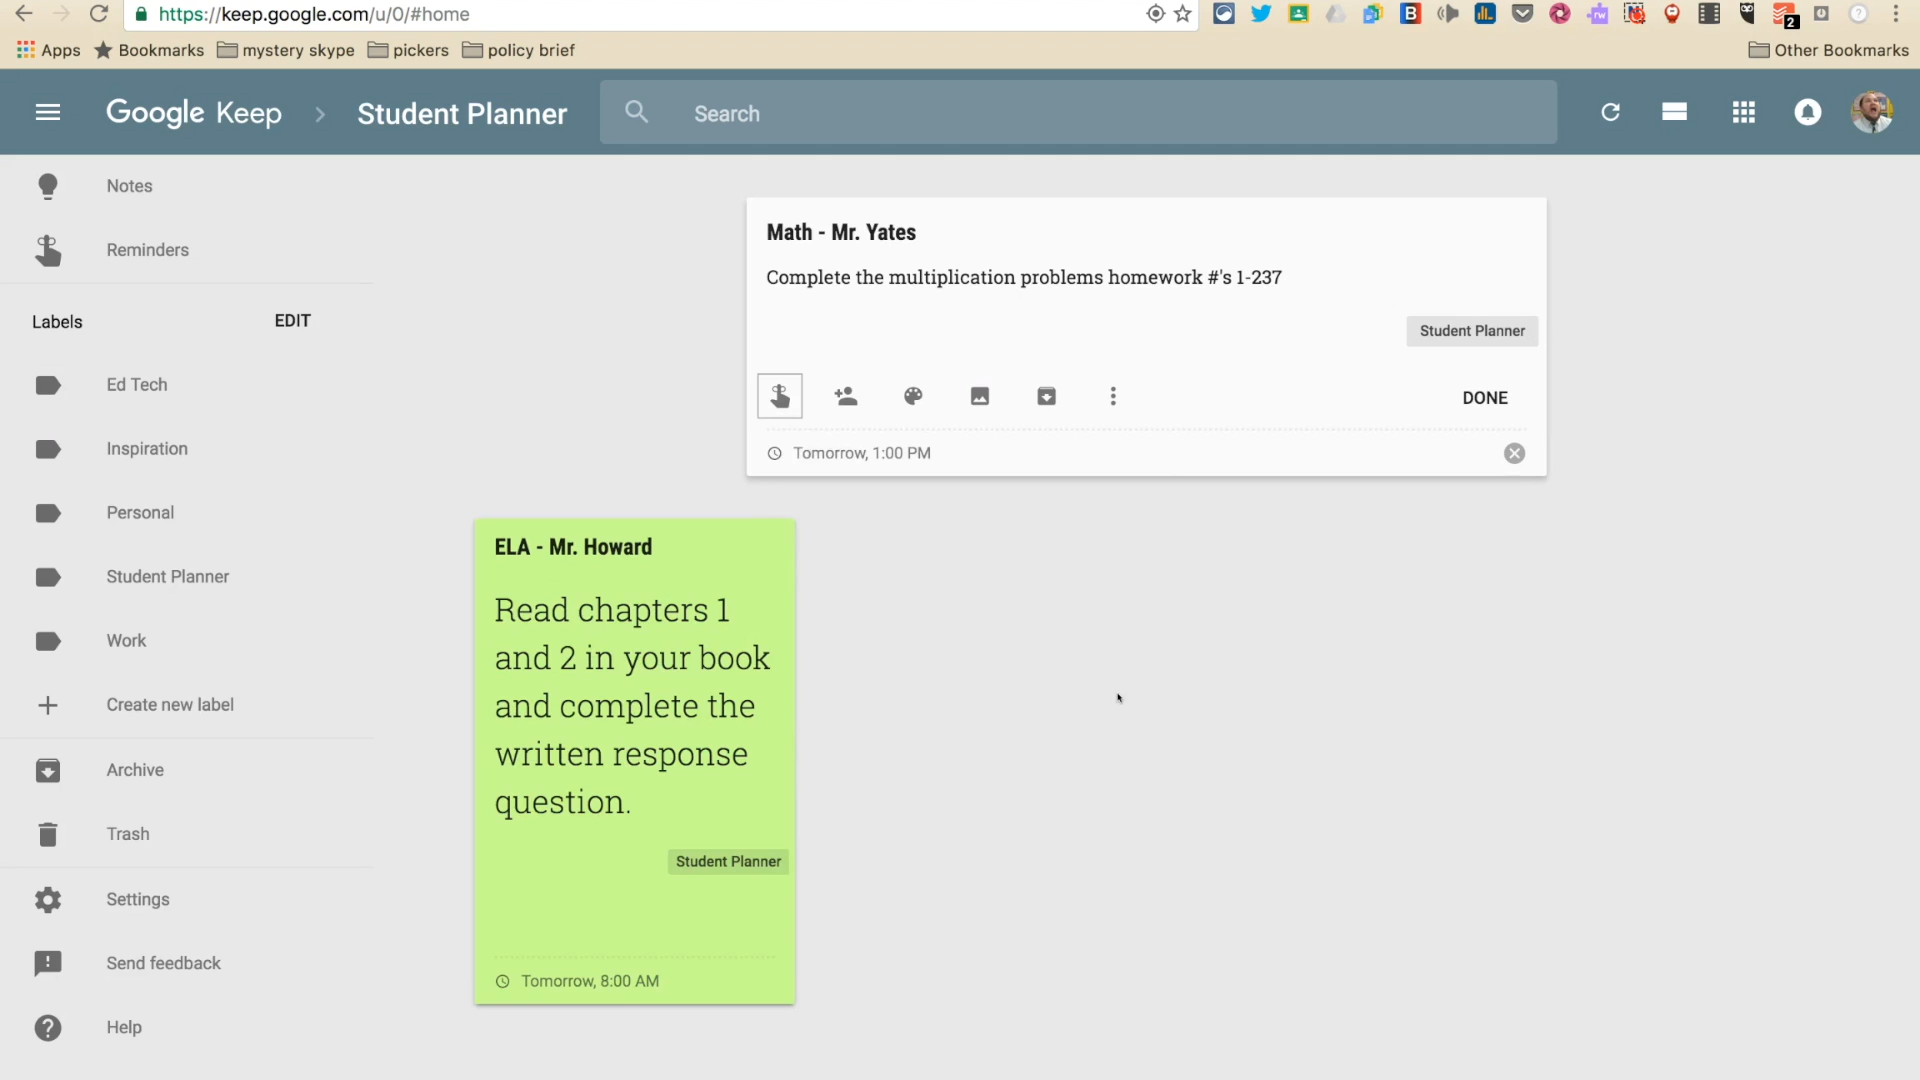 https://keep.google.com/u/0/#home
B
rw
2
?
Apps
Bookmarks
mystery skype
pickers
policy brief
Other Bookmarks
Google Keep
Student Planner
Search
Notes
Reminders
Labels
EDIT
Ed Tech
Inspiration
Personal
Student Planner
Work
Create new label
Archive
Trash
Settings
Send feedback
Help
Math - Mr. Yates
Complete the multiplication problems homework #'s 1-237
Student Planner
DONE
Tomorrow, 1:00 PM
ELA - Mr. Howard
Read chapters 1
and 2 in your book
and complete the
written response
question.
Student Planner
Tomorrow, 8:00 AM